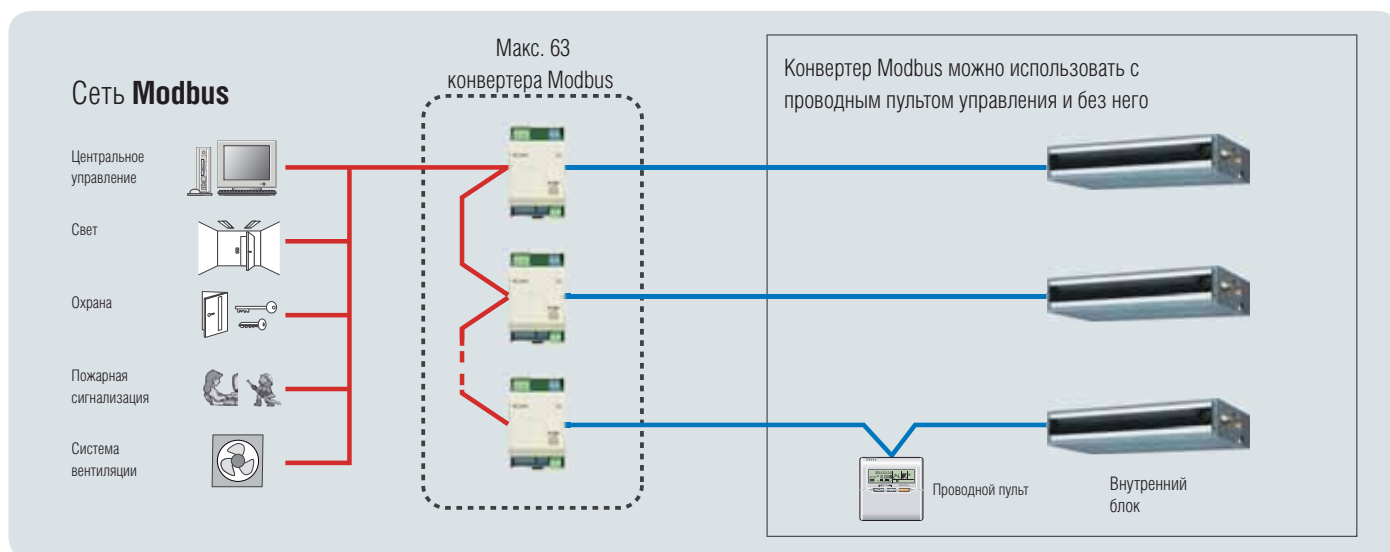 Сеть Modbus
Центральное
управление
Свет
Охрана
Пожарная
сигнализация
Система
вентиляции
Макс. 63
конвертера Modbus
Конвертер Modbus можно использовать с
проводным пультом управления и без него
Проводной пульт
Внутренний
блок